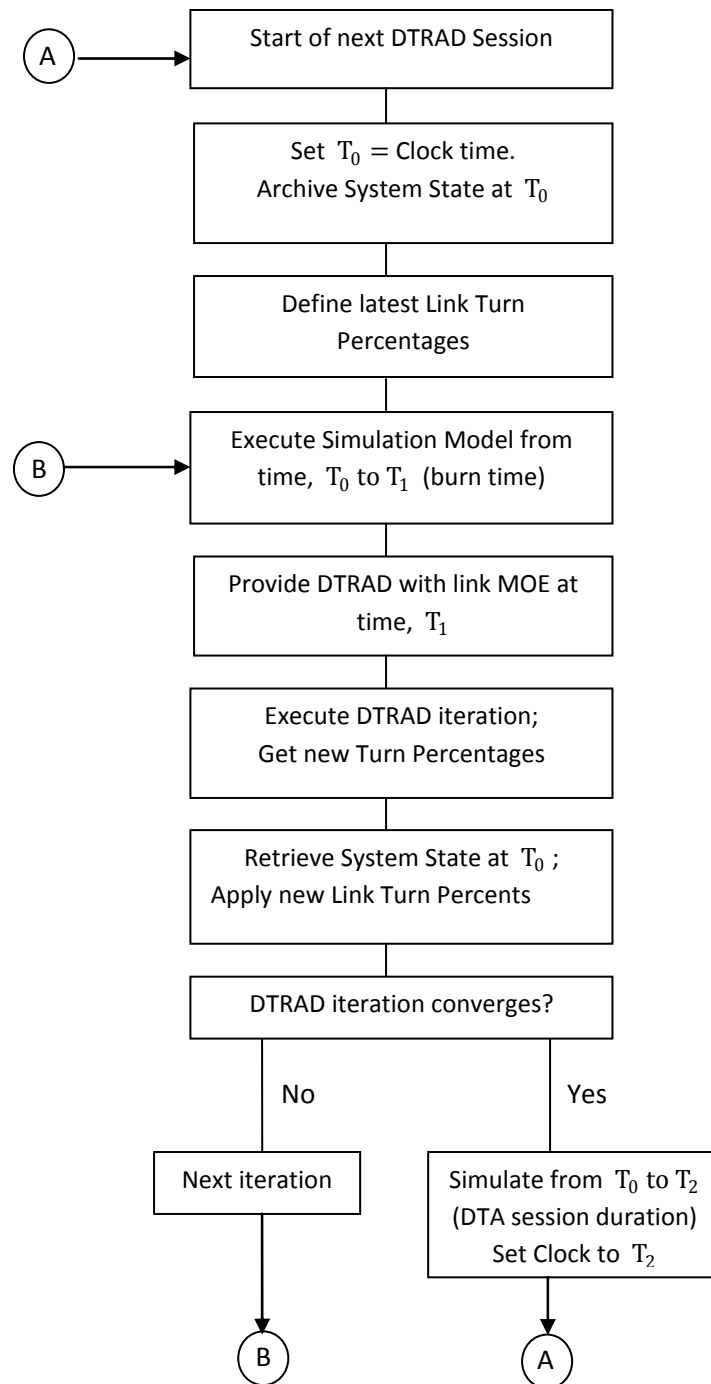 A
Start of next DTRAD Session
Set T₀ = Clock time.
Archive System State at T₀
Define latest Link Turn
Percentages
B
Execute Simulation Model from
time, T₀ to T₁ (burn time)
Provide DTRAD with link MOE at
time, T₁
Execute DTRAD iteration;
Get new Turn Percentages
Retrieve System State at T₀ ;
Apply new Link Turn Percents
DTRAD iteration converges?
No
Yes
Next iteration
Simulate from T₀ to T₂
(DTA session duration)
Set Clock to T₂
B
A